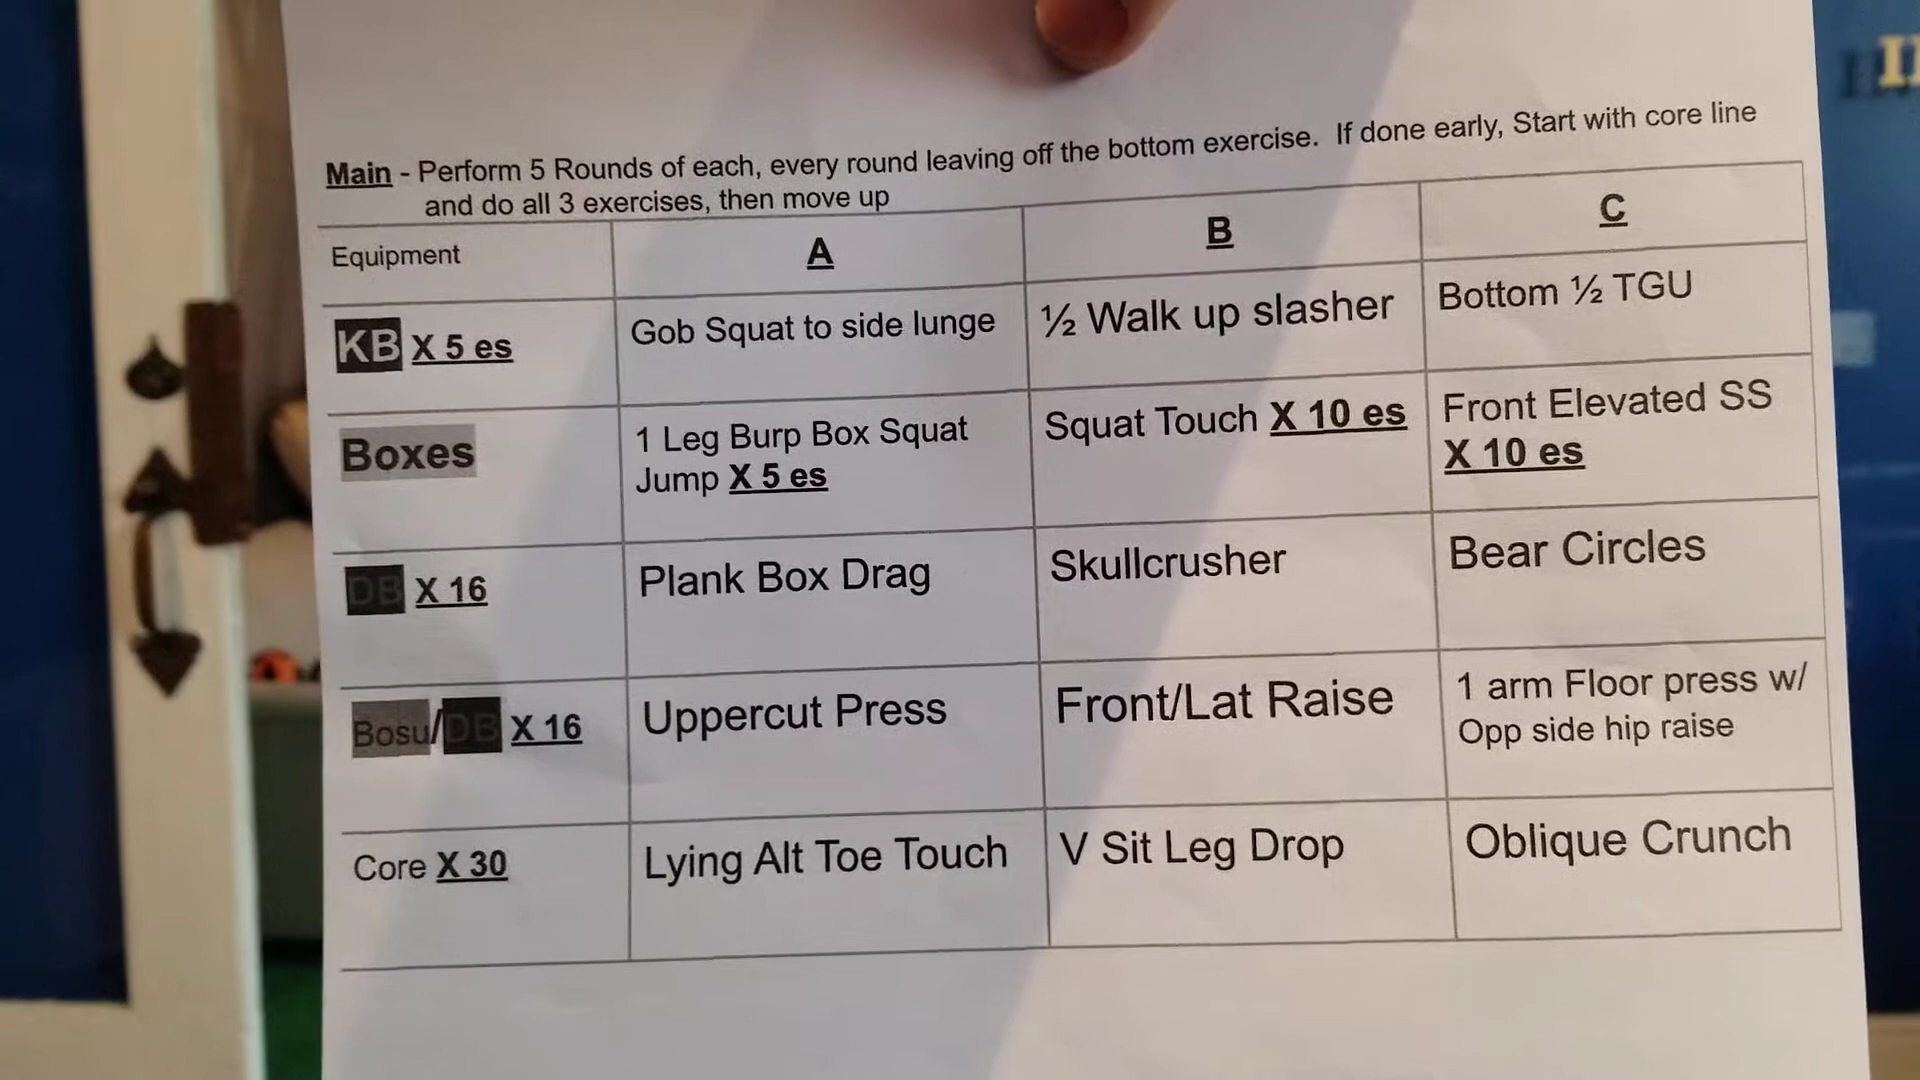 Main - Perform 5 Rounds of each, every round leaving off the bottom exercise. If done early, Start with core line
and do all 3 exercises, then move up
Equipment A B C
KB X 5 es Gob Squat to side lunge ½ Walk up slasher Bottom ½ TGU
Boxes 1 Leg Burp Box Squat Squat Touch X 10 es Front Elevated SS
Jump X 5 es X 10 es
DB X 16 Plank Box Drag Skullcrusher Bear Circles
Bosu/DB X 16 Uppercut Press Front/Lat Raise 1 arm Floor press w/
Opp side hip raise
Core X 30 Lying Alt Toe Touch V Sit Leg Drop Oblique Crunch